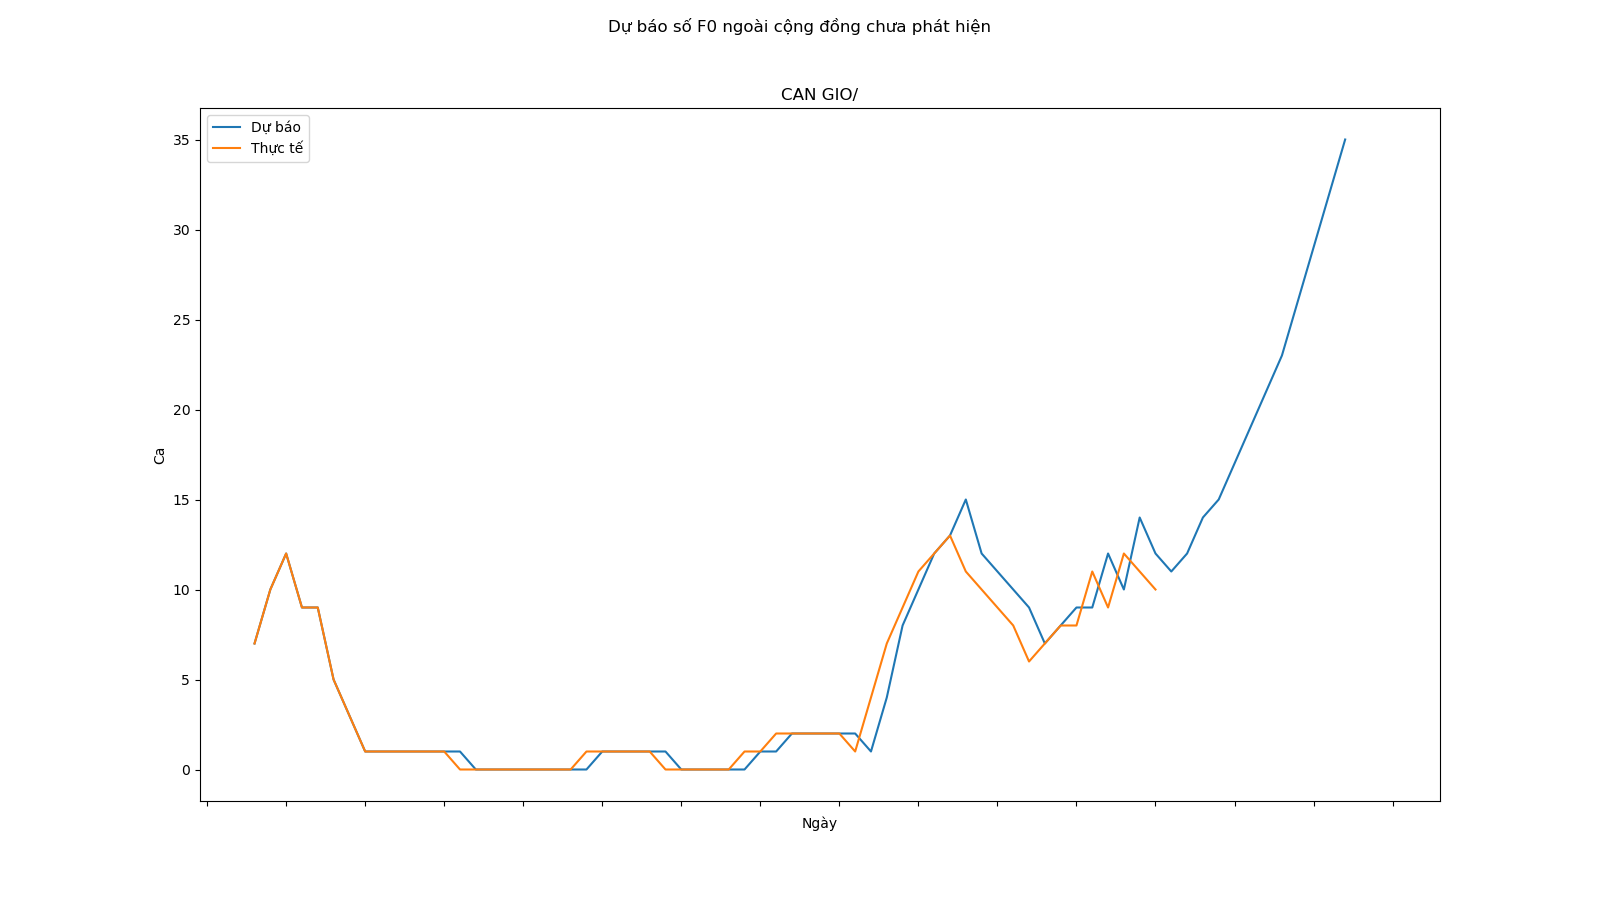 Dự báo số F0 ngoài cộng đồng chưa phát hiện
CAN GIO/
Dự báo
Thực tế
35
30
25
20
15
10
5
0
Ca
Ngày